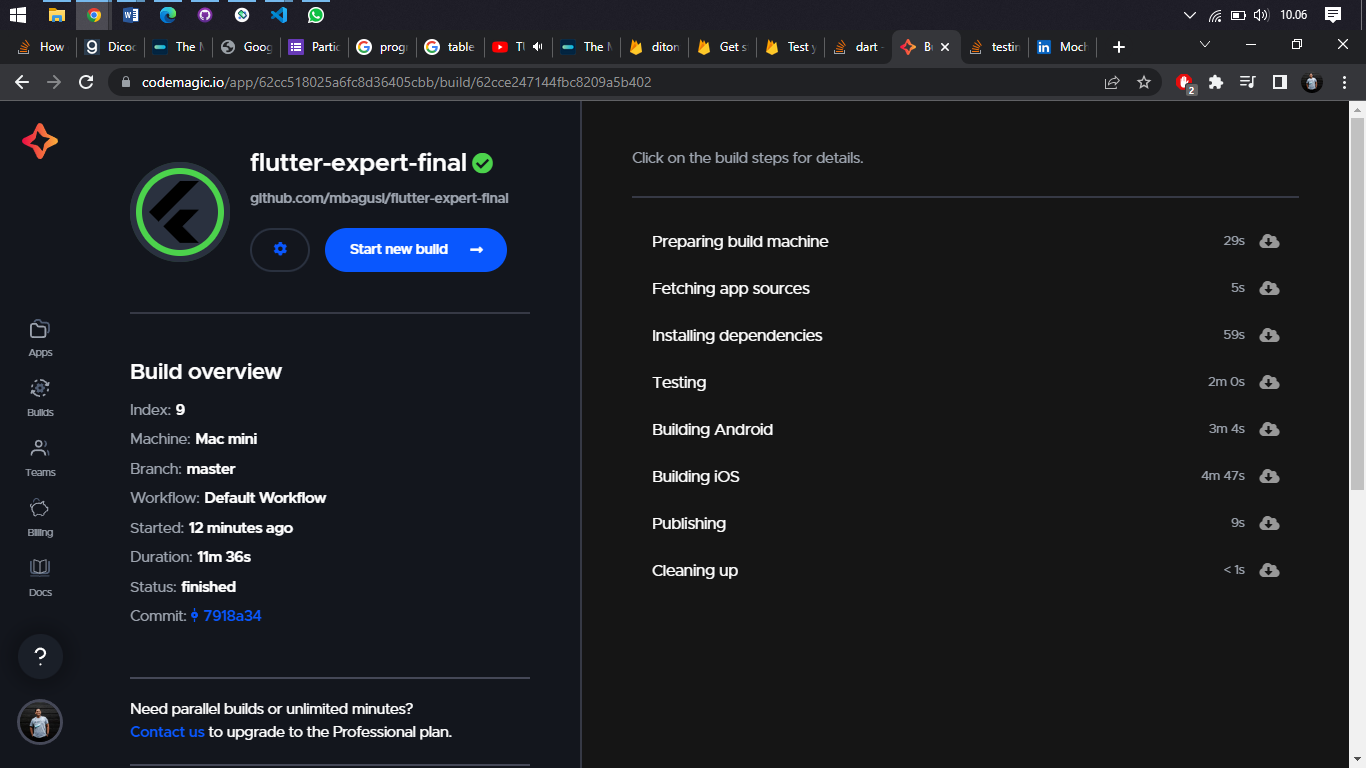 10.06
How
Dicod
The M
Goog
Partic
progr
table
TU
The M
diton
Get s
Test y
dart -
Bu
testin
Moch
codemagic.io/app/62cc518025a6fc8d36405cbb/build/62cce247144fbc8209a5b402
2
flutter-expert-final
github.com/mbagusl/flutter-expert-final
Start new build
Apps
Builds
Teams
Billing
Docs
?
Build overview
Index: 9
Machine: Mac mini
Branch: master
Workflow: Default Workflow
Started: 12 minutes ago
Duration: 11m 36s
Status: finished
Commit: 7918a34
Need parallel builds or unlimited minutes?
Contact us to upgrade to the Professional plan.
Click on the build steps for details.
Preparing build machine 29s
Fetching app sources 5s
Installing dependencies 59s
Testing 2m 0s
Building Android 3m 4s
Building iOS 4m 47s
Publishing 9s
Cleaning up < 1s